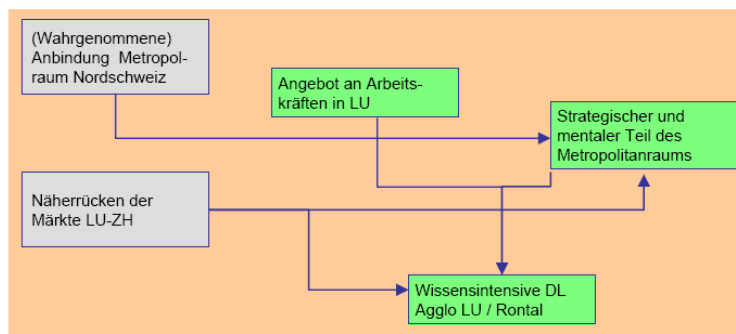 (Wahrgenommene)
Anbindung Metropol-
raum Nordschweiz
Angebot an Arbeits-
kräften in LU
Strategischer und
mentaler Teil des
Metropolitanraums
Näherrücken der
Märkte LU-ZH
Wissensintensive DL
Agglo LU / Rontal